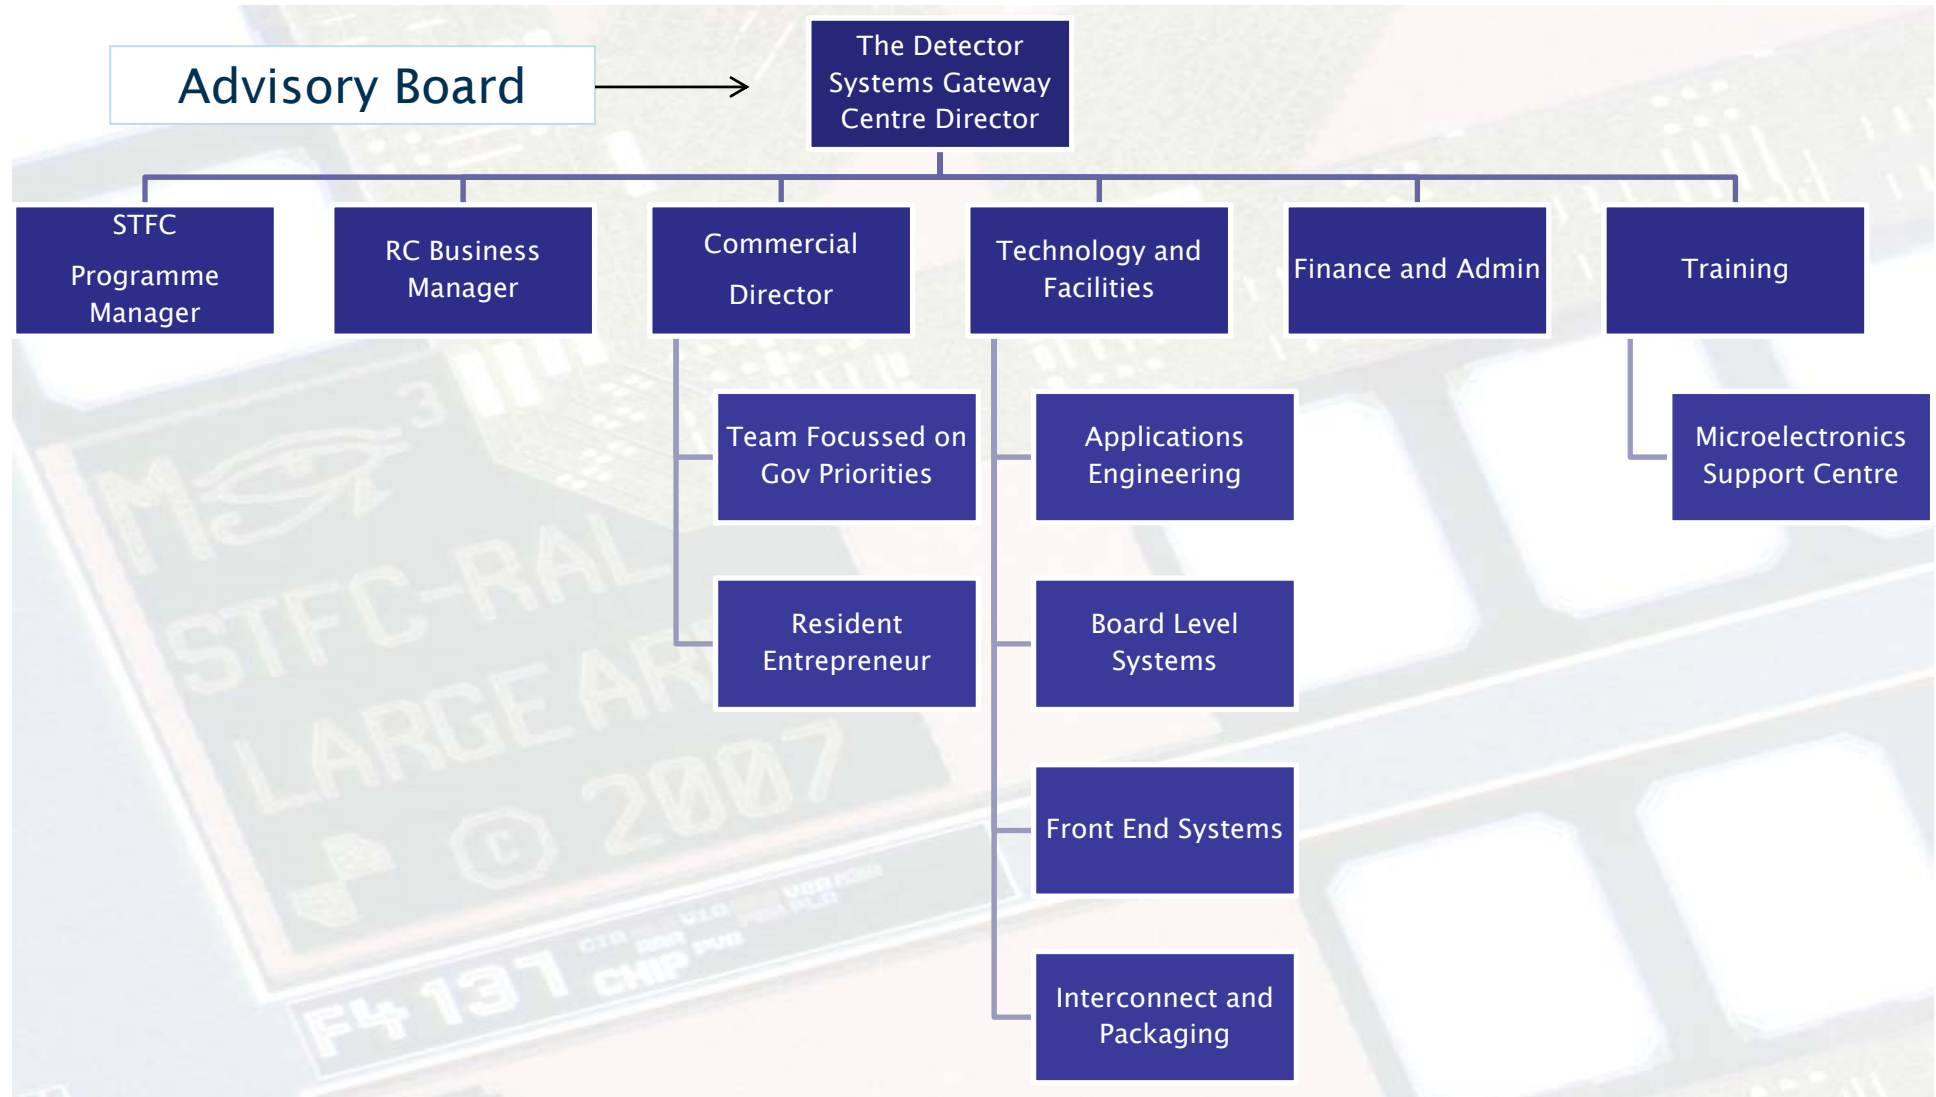 Advisory Board
The Detector
Systems Gateway
Centre Director
STFC
Programme
Manager
RC Business
Manager
Commercial
Director
Technology and
Facilities
Finance and Admin
Training
Team Focussed on
Gov Priorities
Resident
Entrepreneur
Applications
Engineering
Board Level
Systems
Front End Systems
Interconnect and
Packaging
Microelectronics
Support Centre
M 3
STFC-RAL
LARGE
© 2007
F4131
CHIP